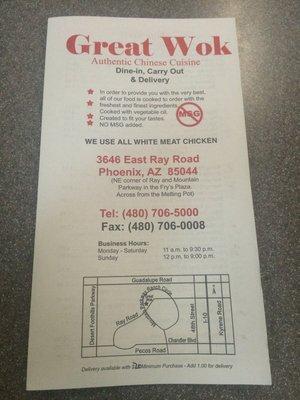 Great Wok
Authentic Chinese Cuisine
Dine-in, Carry Out
& Delivery
In order to provide you with the very best,
all of our food is cooked to order with the
freshest and finest ingredients.
Cooked with vegetable oil.
Created to fit your tastes.
NO MSG added.
MSG
WE USE ALL WHITE MEAT CHICKEN
3646 East Ray Road
Phoenix, AZ 85044
(NE corner of Ray and Mountain
Parkway in the Fry's Plaza.
Across from the Melting Pot)
Tel: (480) 706-5000
Fax: (480) 706-0008
Business Hours:
Monday - Saturday 11 a.m. to 9:30 p.m.
Sunday 12 p.m. to 9:00 p.m.
Guadalupe Road
Desert Foothills Parkway
Ray Road
48th Street
I-10
Kyrene Road
Chandler Blvd
Pecos Road
Delivery available with Minimum Purchase - Add 1.00 for delivery